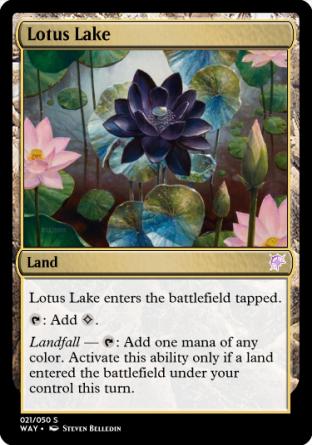 Lotus Lake
Land
Lotus Lake enters the battlefield tapped.
: Add .
Landfall — : Add one mana of any
color. Activate this ability only if a land
entered the battlefield under your
control this turn.
021/050 S
WAY • Steven Belledin